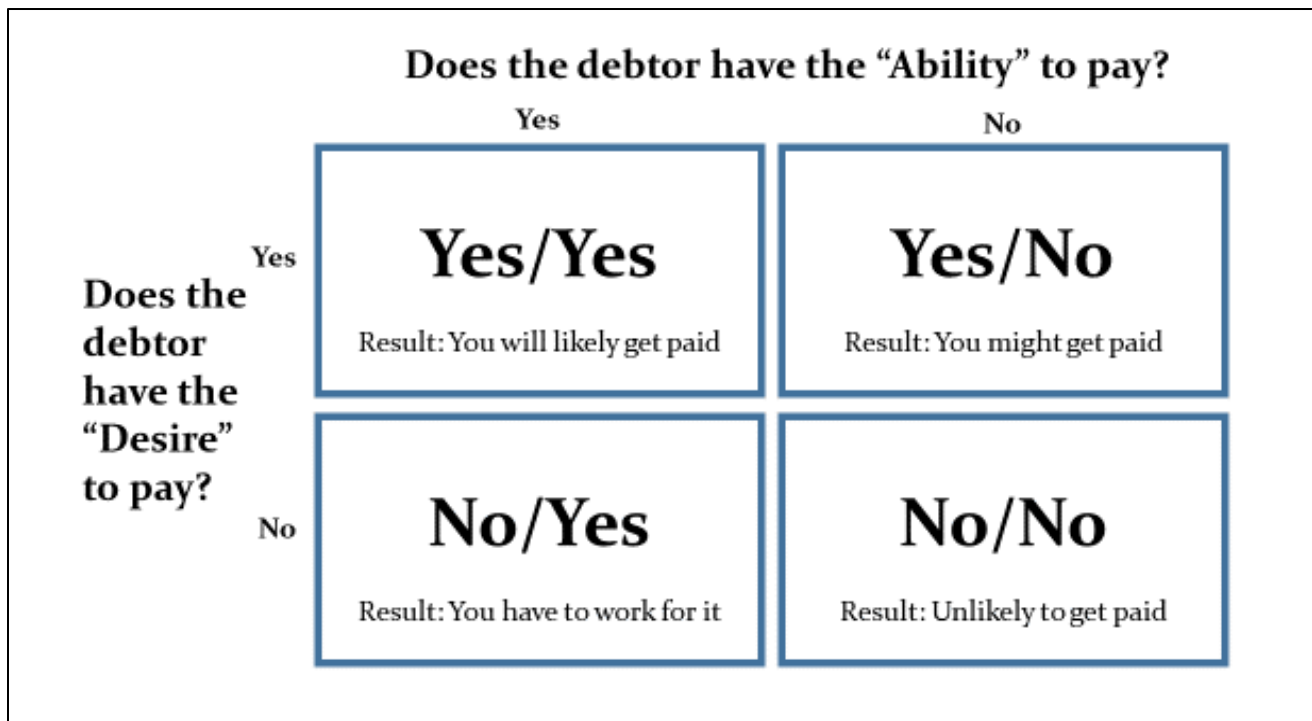 Does the debtor have the “Ability” to pay?
Yes
No
Does the
debtor
have the
“Desire”
to pay?
Yes
Yes/Yes
Result: You will likely get paid
Yes/No
Result: You might get paid
No
No/Yes
Result: You have to work for it
No/No
Result: Unlikely to get paid